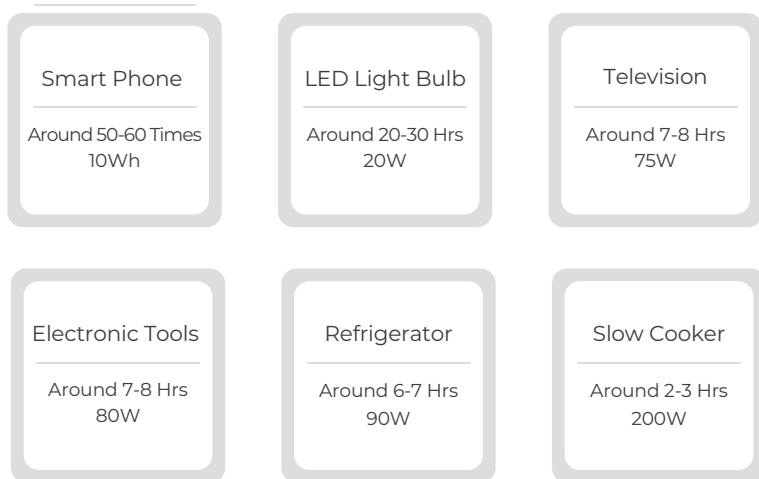 Smart Phone
Around 50-60 Times
10Wh
LED Light Bulb
Around 20-30 Hrs
20W
Television
Around 7-8 Hrs
75W
Electronic Tools
Around 7-8 Hrs
80W
Refrigerator
Around 6-7 Hrs
90W
Slow Cooker
Around 2-3 Hrs
200W